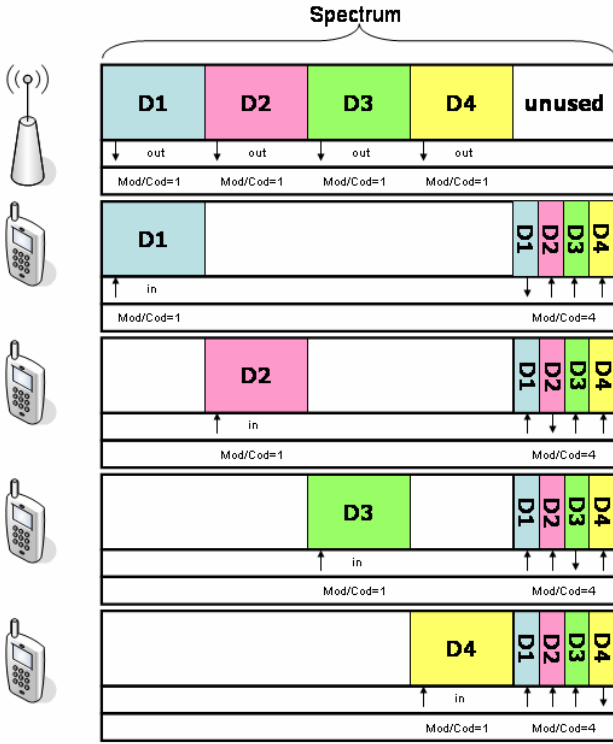 Spectrum
D1 D2 D3 D4 unused
out out out out
Mod/Cod=1 Mod/Cod=1 Mod/Cod=1 Mod/Cod=1
D1 D1 D2 D3 D4
in
Mod/Cod=1 Mod/Cod=4
D2 D1 D2 D3 D4
in
Mod/Cod=1 Mod/Cod=4
D3 D1 D2 D3 D4
in
Mod/Cod=1 Mod/Cod=4
D4 D1 D2 D3 D4
in
Mod/Cod=1 Mod/Cod=4